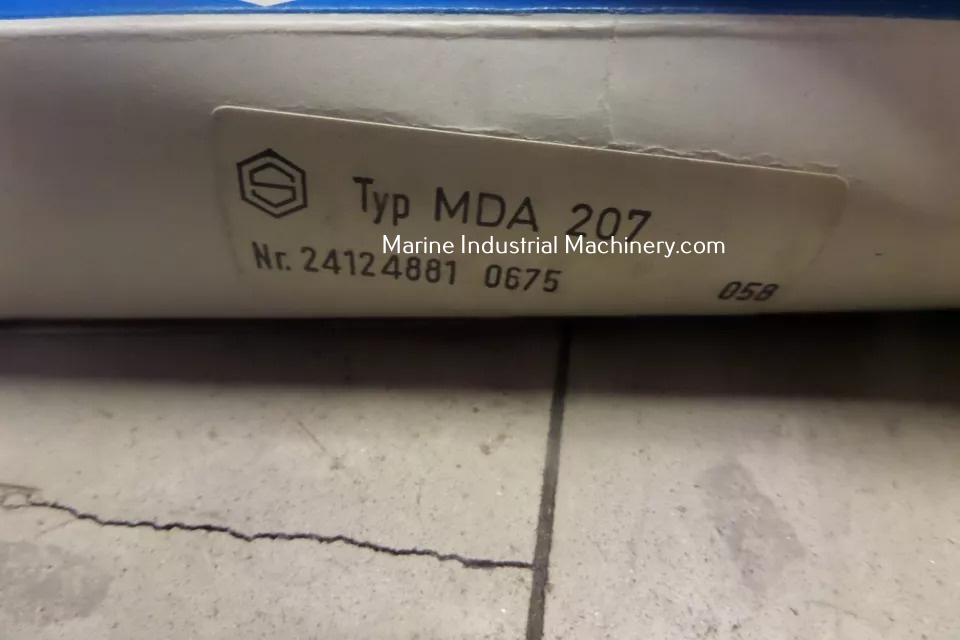 Typ MDA 207
Marine Industrial Machinery.com
Nr. 24124881 0675 058